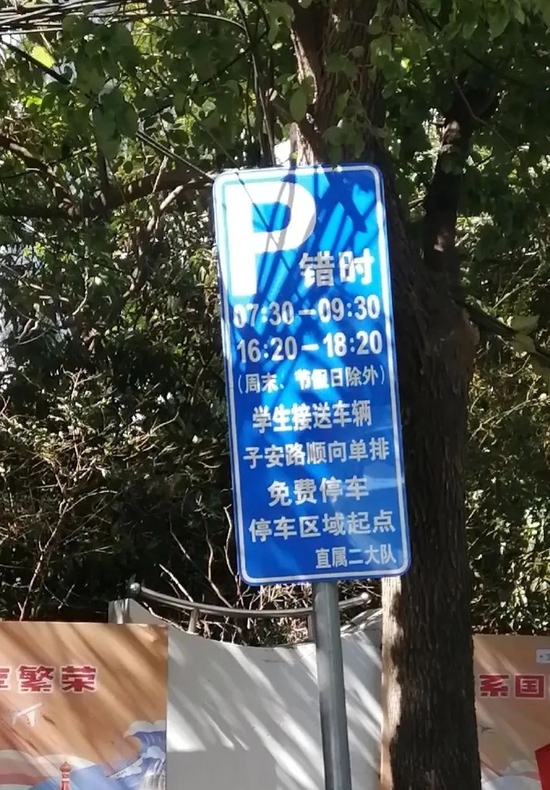 P 错时
07:30—09:30
16:20—18:20
(周末、节假日除外)
学生接送车辆
子安路顺向单排
免费停车
停车区域起点
直属二大队
繁荣
系国